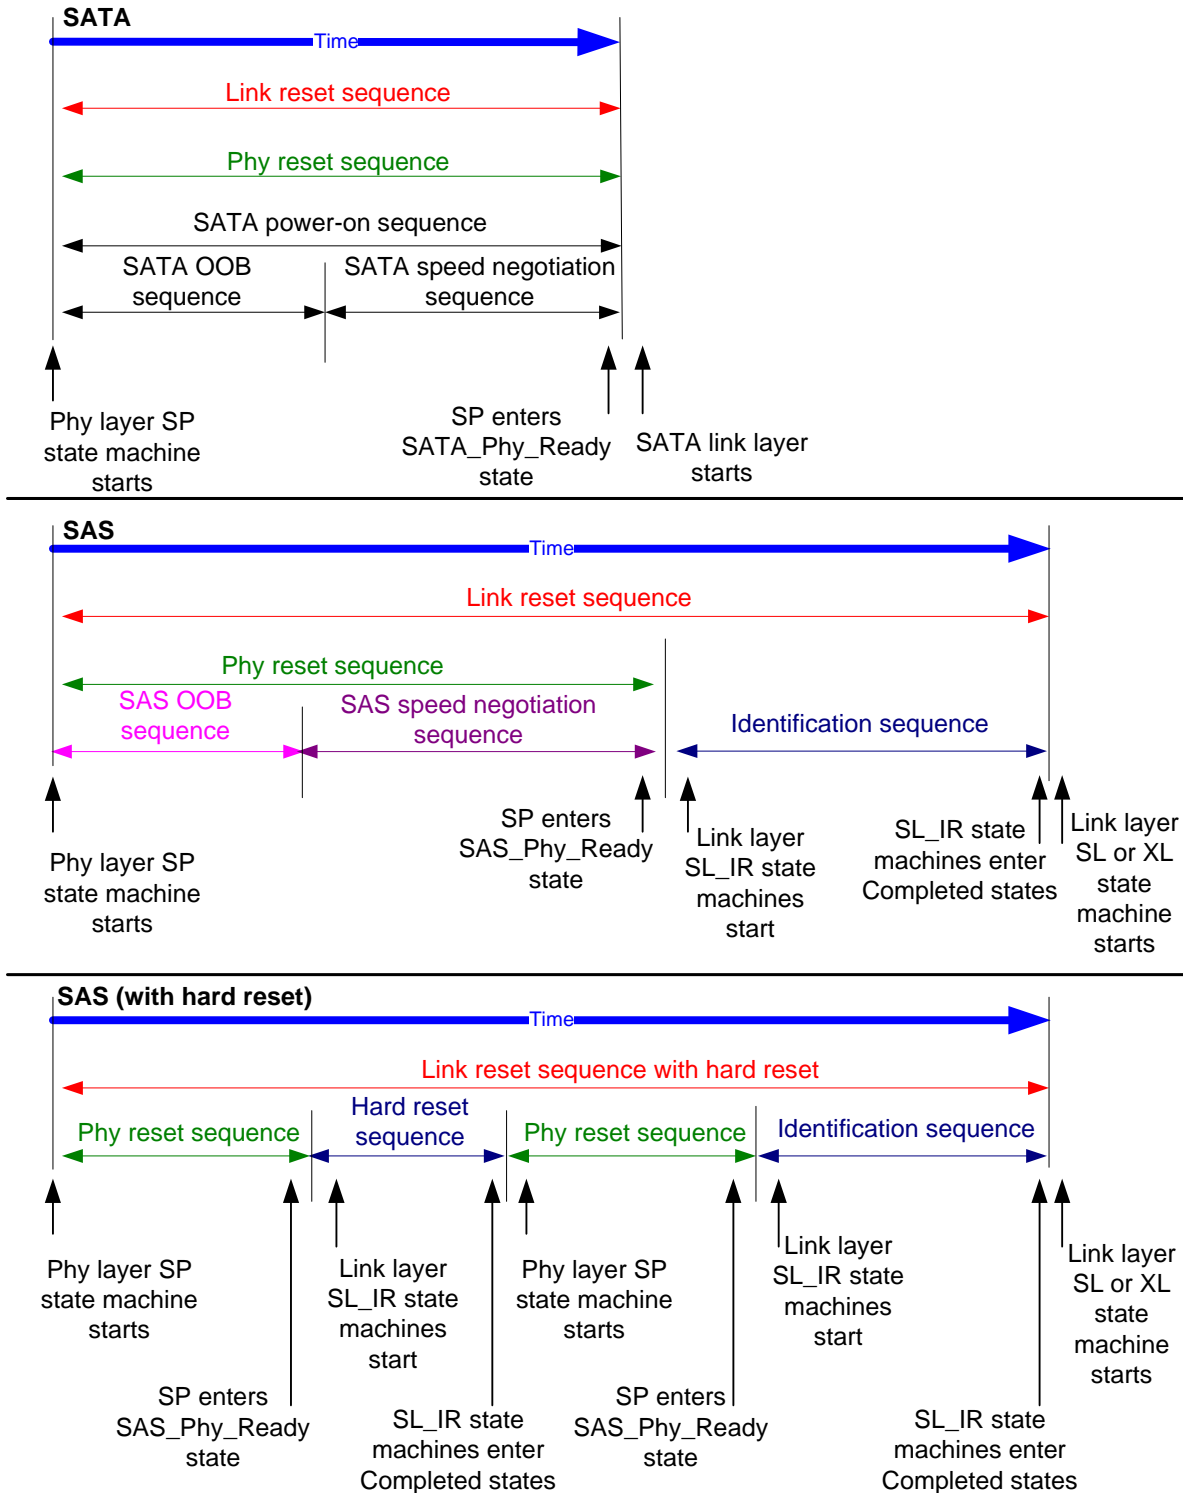 SATA
Time
Link reset sequence
Phy reset sequence
SATA power-on sequence
SATA OOB
sequence
SATA speed negotiation
sequence
Phy layer SP
state machine
starts
SP enters
SATA_Phy_Ready
state
SATA link layer
starts
SAS
Time
Link reset sequence
Phy reset sequence
SAS OOB
sequence
SAS speed negotiation
sequence
Identification sequence
Phy layer SP
state machine
starts
SP enters
SAS_Phy_Ready
state
Link layer
SL_IR state
machines
start
SL_IR state
machines enter
Completed states
Link layer
SL or XL
state
machine
starts
SAS (with hard reset)
Time
Link reset sequence with hard reset
Phy reset sequence
Hard reset
sequence
Phy reset sequence
Identification sequence
Phy layer SP
state machine
starts
SP enters
SAS_Phy_Ready
state
Link layer
SL_IR state
machines
start
SL_IR state
machines enter
Completed states
Phy layer SP
state machine
starts
SP enters
SAS_Phy_Ready
state
Link layer
SL_IR state
machines
start
SL_IR state
machines enter
Completed states
Link layer
SL or XL
state
machine
starts